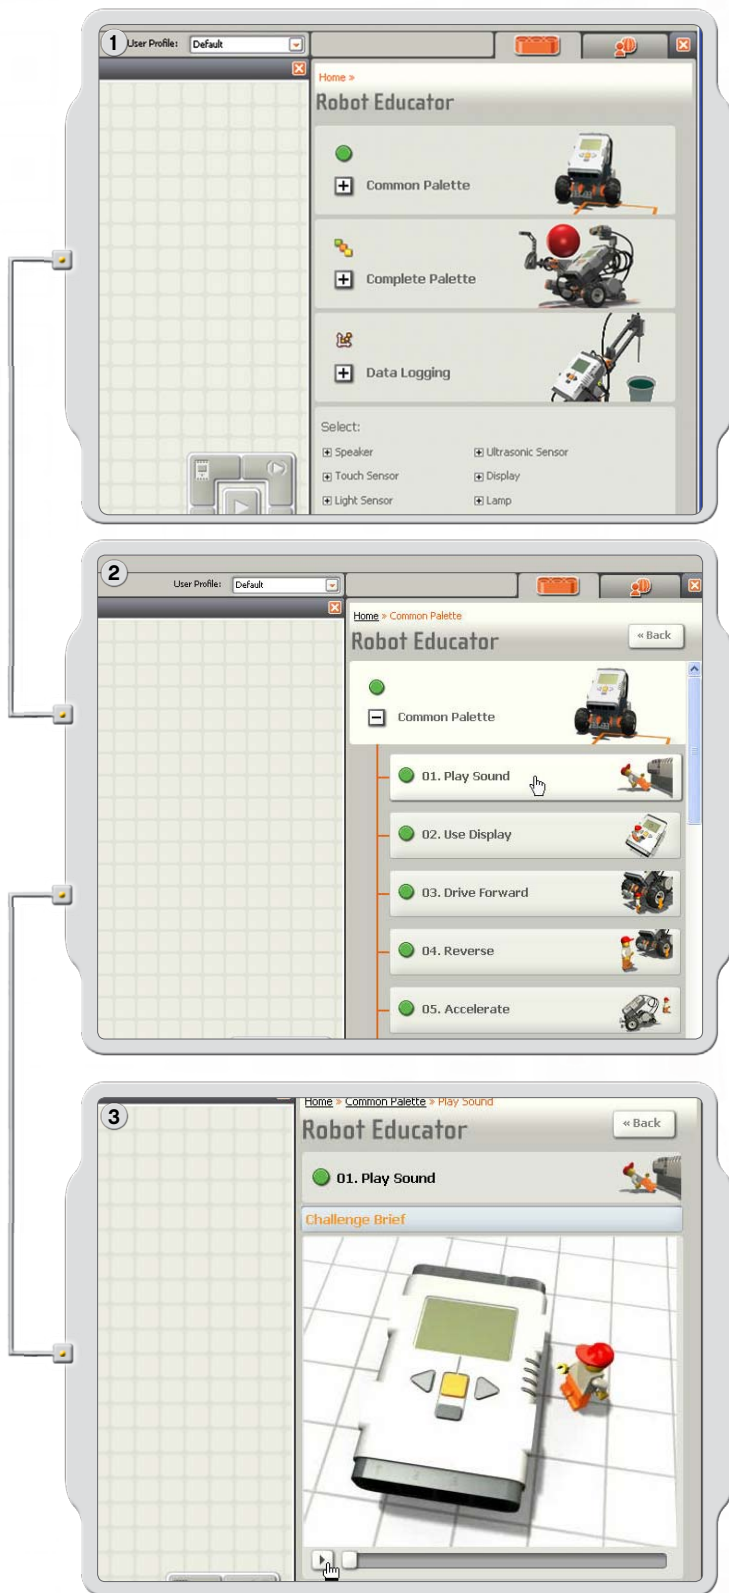 1
User Profile: Default
Home »
Robot Educator
Common Palette
Complete Palette
Data Logging
Select:
Speaker
Ultrasonic Sensor
Touch Sensor
Display
Light Sensor
Lamp
2
User Profile: Default
Home » Common Palette
Robot Educator
« Back
Common Palette
01. Play Sound
02. Use Display
03. Drive Forward
04. Reverse
05. Accelerate
3
Home » Common Palette » Play Sound
Robot Educator
« Back
01. Play Sound
Challenge Brief